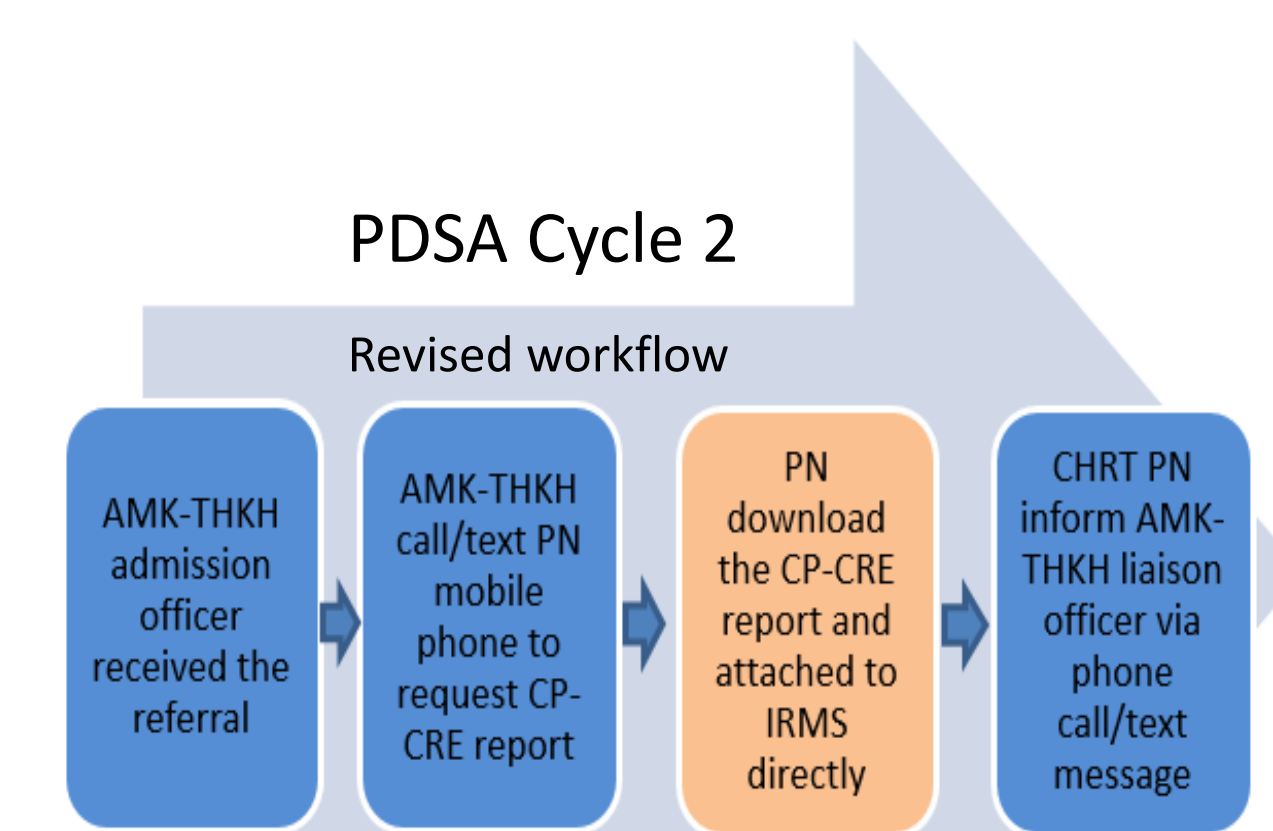 PDSA Cycle 2
Revised workflow
AMK-THKH
admission
officer
received the
referral
AMK-THKH
call/text PN
mobile
phone to
request CP-
CRE report
PN
download
the CP-CRE
report and
attached to
IRMS
directly
CHRT PN
inform AMK-
THKH liaison
officer via
phone
call/text
message